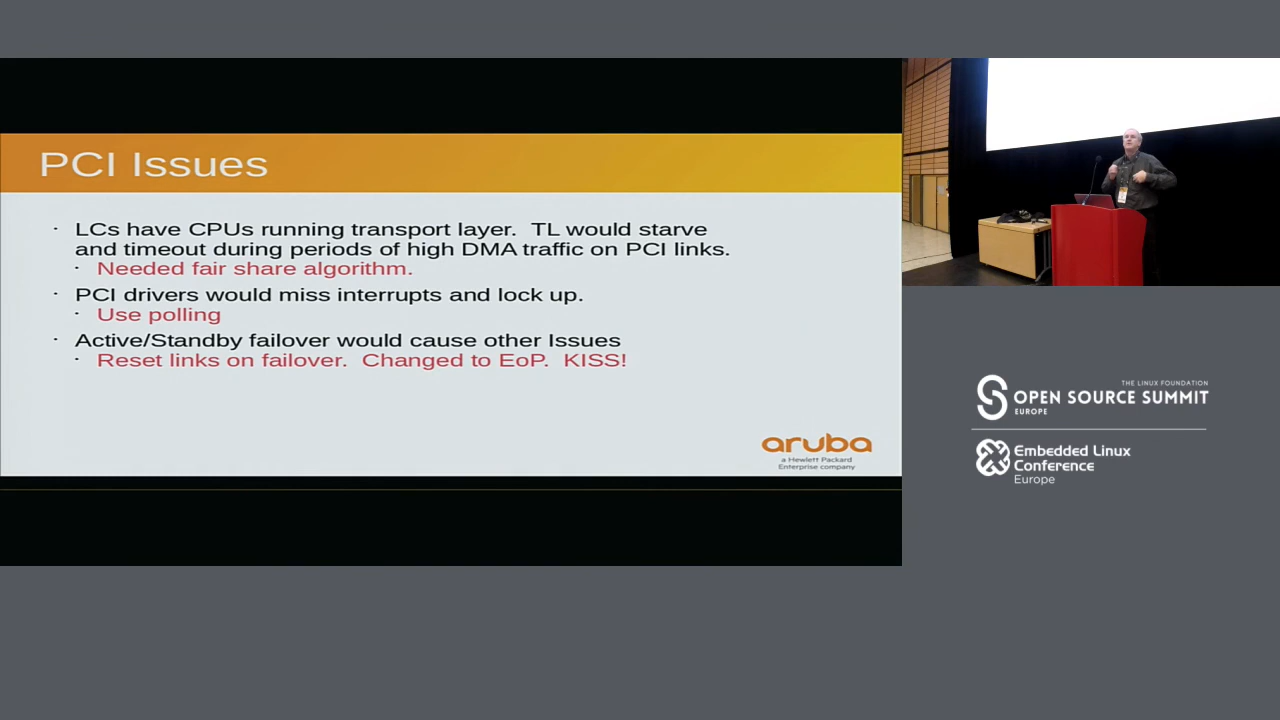 PCI Issues
· LCs have CPUs running transport layer.  TL would starve
and timeout during periods of high DMA traffic on PCI links.
· Needed fair share algorithm.
· PCI drivers would miss interrupts and lock up.
· Use polling
· Active/Standby failover would cause other Issues
· Reset links on failover.  Changed to EoP.  KISS!
aruba
a Hewlett Packard
Enterprise company
THE LINUX FOUNDATION
OPEN SOURCE SUMMIT
EUROPE
Embedded Linux
Conference
Europe